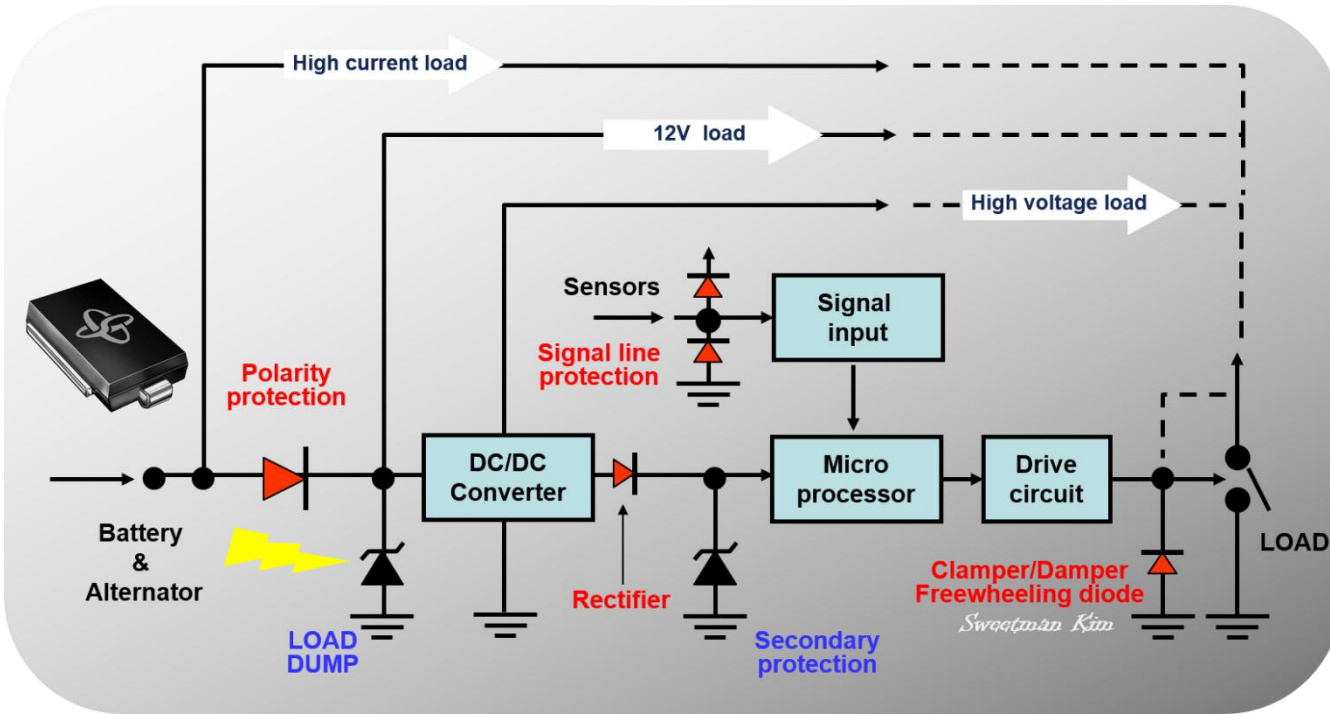 High current load
12V load
High voltage load
Sensors
Signal
input
Signal line
protection
Polarity
protection
DC/DC
Converter
Micro
processor
Drive
circuit
Battery
&
Alternator
LOAD
DUMP
Rectifier
Secondary
protection
Clamper/Damper
Freewheeling diode
Sweetman Kim
LOAD